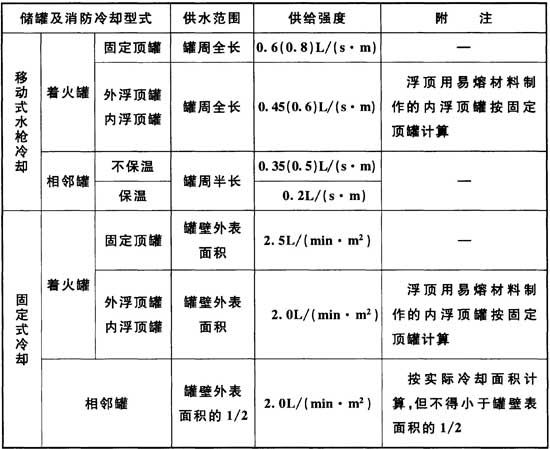 储罐及消防冷却型式 供水范围 供给强度 附 注
移动式水枪冷却 着火罐 固定顶罐 罐周全长 0.6(0.8)L/(s·m) —
外浮顶罐
内浮顶罐
罐周全长 0.45(0.6)L/(s·m)
浮顶用易熔材料制
作的内浮顶罐按固定
顶罐计算
相邻罐 不保温 罐周半长 0.35(0.5)L/(s·m) —
保温 0.2L/(s·m)
固定式冷却 着火罐 固定顶罐
罐壁外表
面积
2.5L/(min·m²) —
外浮顶罐
内浮顶罐
罐壁外表
面积
2.0L/(min·m²)
浮顶用易熔材料制
作的内浮顶罐按固定
顶罐计算
相邻罐
罐壁外表
面积的1/2
2.0L/(min·m²)
按实际冷却面积计
算,但不得小于罐壁表
面积的1/2